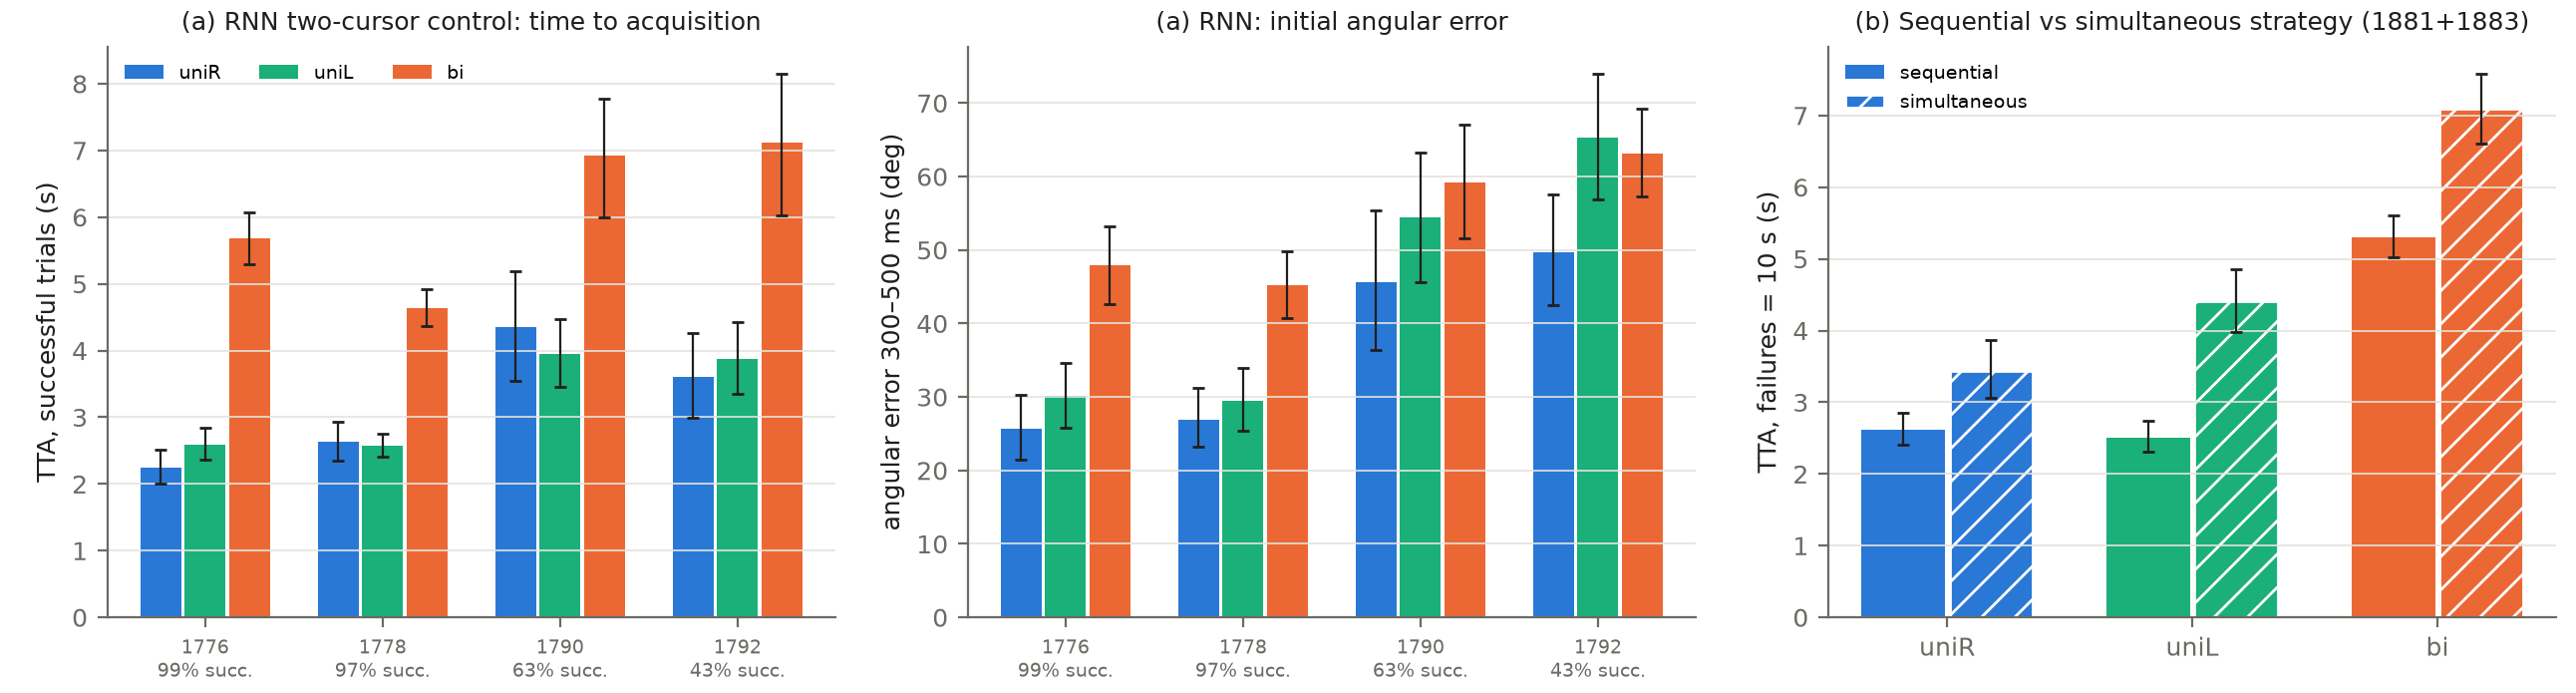 (a) RNN two-cursor control: time to acquisition
TTA, successful trials (s)
uniR uniL bi
8
7
6
5
4
3
2
1
0
1776 1778 1790 1792
99% succ. 97% succ. 63% succ. 43% succ.
(a) RNN: initial angular error
angular error 300–500 ms (deg)
70
60
50
40
30
20
10
0
1776 1778 1790 1792
99% succ. 97% succ. 63% succ. 43% succ.
(b) Sequential vs simultaneous strategy (1881+1883)
TTA, failures = 10 s (s)
sequential
simultaneous
7
6
5
4
3
2
1
0
uniR uniL bi